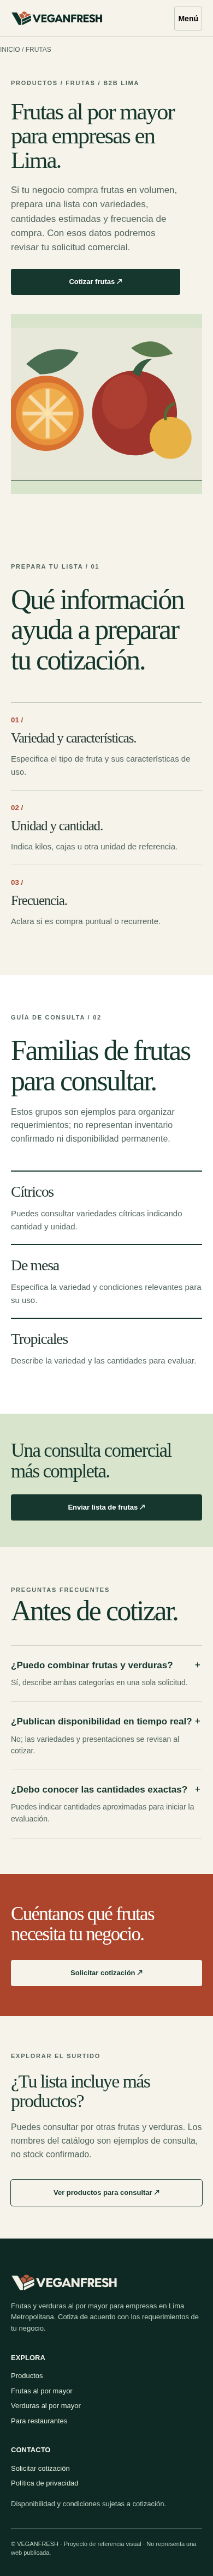 VEGANFRESH
Menú
INICIO / FRUTAS
PRODUCTOS / FRUTAS / B2B LIMA
Frutas al por mayor
para empresas en
Lima.
Si tu negocio compra frutas en volumen,
prepara una lista con variedades,
cantidades estimadas y frecuencia de
compra. Con esos datos podremos
revisar tu solicitud comercial.
Cotizar frutas ↗
PREPARA TU LISTA / 01
Qué información
ayuda a preparar
tu cotización.
01 /
Variedad y características.
Especifica el tipo de fruta y sus características de
uso.
02 /
Unidad y cantidad.
Indica kilos, cajas u otra unidad de referencia.
03 /
Frecuencia.
Aclara si es compra puntual o recurrente.
GUÍA DE CONSULTA / 02
Familias de frutas
para consultar.
Estos grupos son ejemplos para organizar
requerimientos; no representan inventario
confirmado ni disponibilidad permanente.
Cítricos
Puedes consultar variedades cítricas indicando
cantidad y unidad.
De mesa
Especifica la variedad y condiciones relevantes para
su uso.
Tropicales
Describe la variedad y las cantidades para evaluar.
Una consulta comercial
más completa.
Enviar lista de frutas ↗
PREGUNTAS FRECUENTES
Antes de cotizar.
¿Puedo combinar frutas y verduras? +
Sí, describe ambas categorías en una sola solicitud.
¿Publican disponibilidad en tiempo real? +
No; las variedades y presentaciones se revisan al
cotizar.
¿Debo conocer las cantidades exactas? +
Puedes indicar cantidades aproximadas para iniciar la
evaluación.
Cuéntanos qué frutas
necesita tu negocio.
Solicitar cotización ↗
EXPLORAR EL SURTIDO
¿Tu lista incluye más
productos?
Puedes consultar por otras frutas y verduras. Los
nombres del catálogo son ejemplos de consulta,
no stock confirmado.
Ver productos para consultar ↗
VEGANFRESH
Frutas y verduras al por mayor para empresas en Lima
Metropolitana. Cotiza de acuerdo con los requerimientos de
tu negocio.
EXPLORA
Productos
Frutas al por mayor
Verduras al por mayor
Para restaurantes
CONTACTO
Solicitar cotización
Política de privacidad
Disponibilidad y condiciones sujetas a cotización.
© VEGANFRESH · Proyecto de referencia visual · No representa una
web publicada.